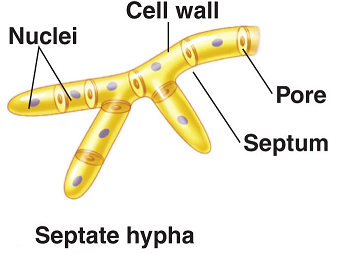 Cell wall
Nuclei
Pore
Septum
Septate hypha